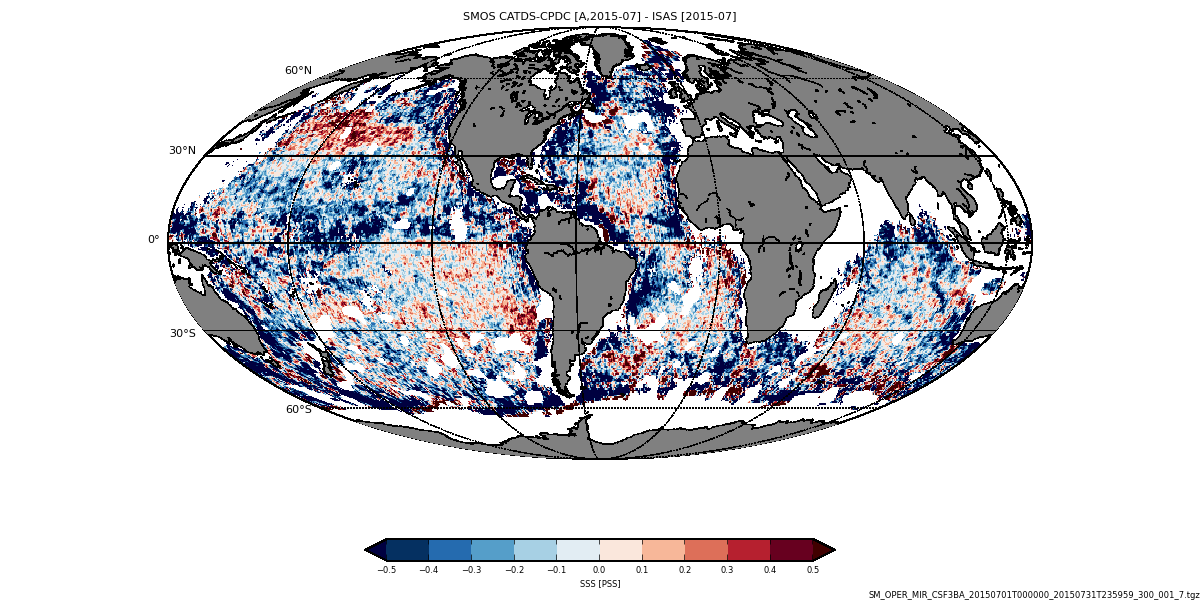 SMOS CATDS-CPDC [A,2015-07] - ISAS [2015-07]
60°N
30°N
0°
30°S
60°S
−0.5 −0.4 −0.3 −0.2 −0.1 0.0 0.1 0.2 0.3 0.4 0.5
SSS [PSS]
SM_OPER_MIR_CSF3BA_20150701T000000_20150731T235959_300_001_7.tgz